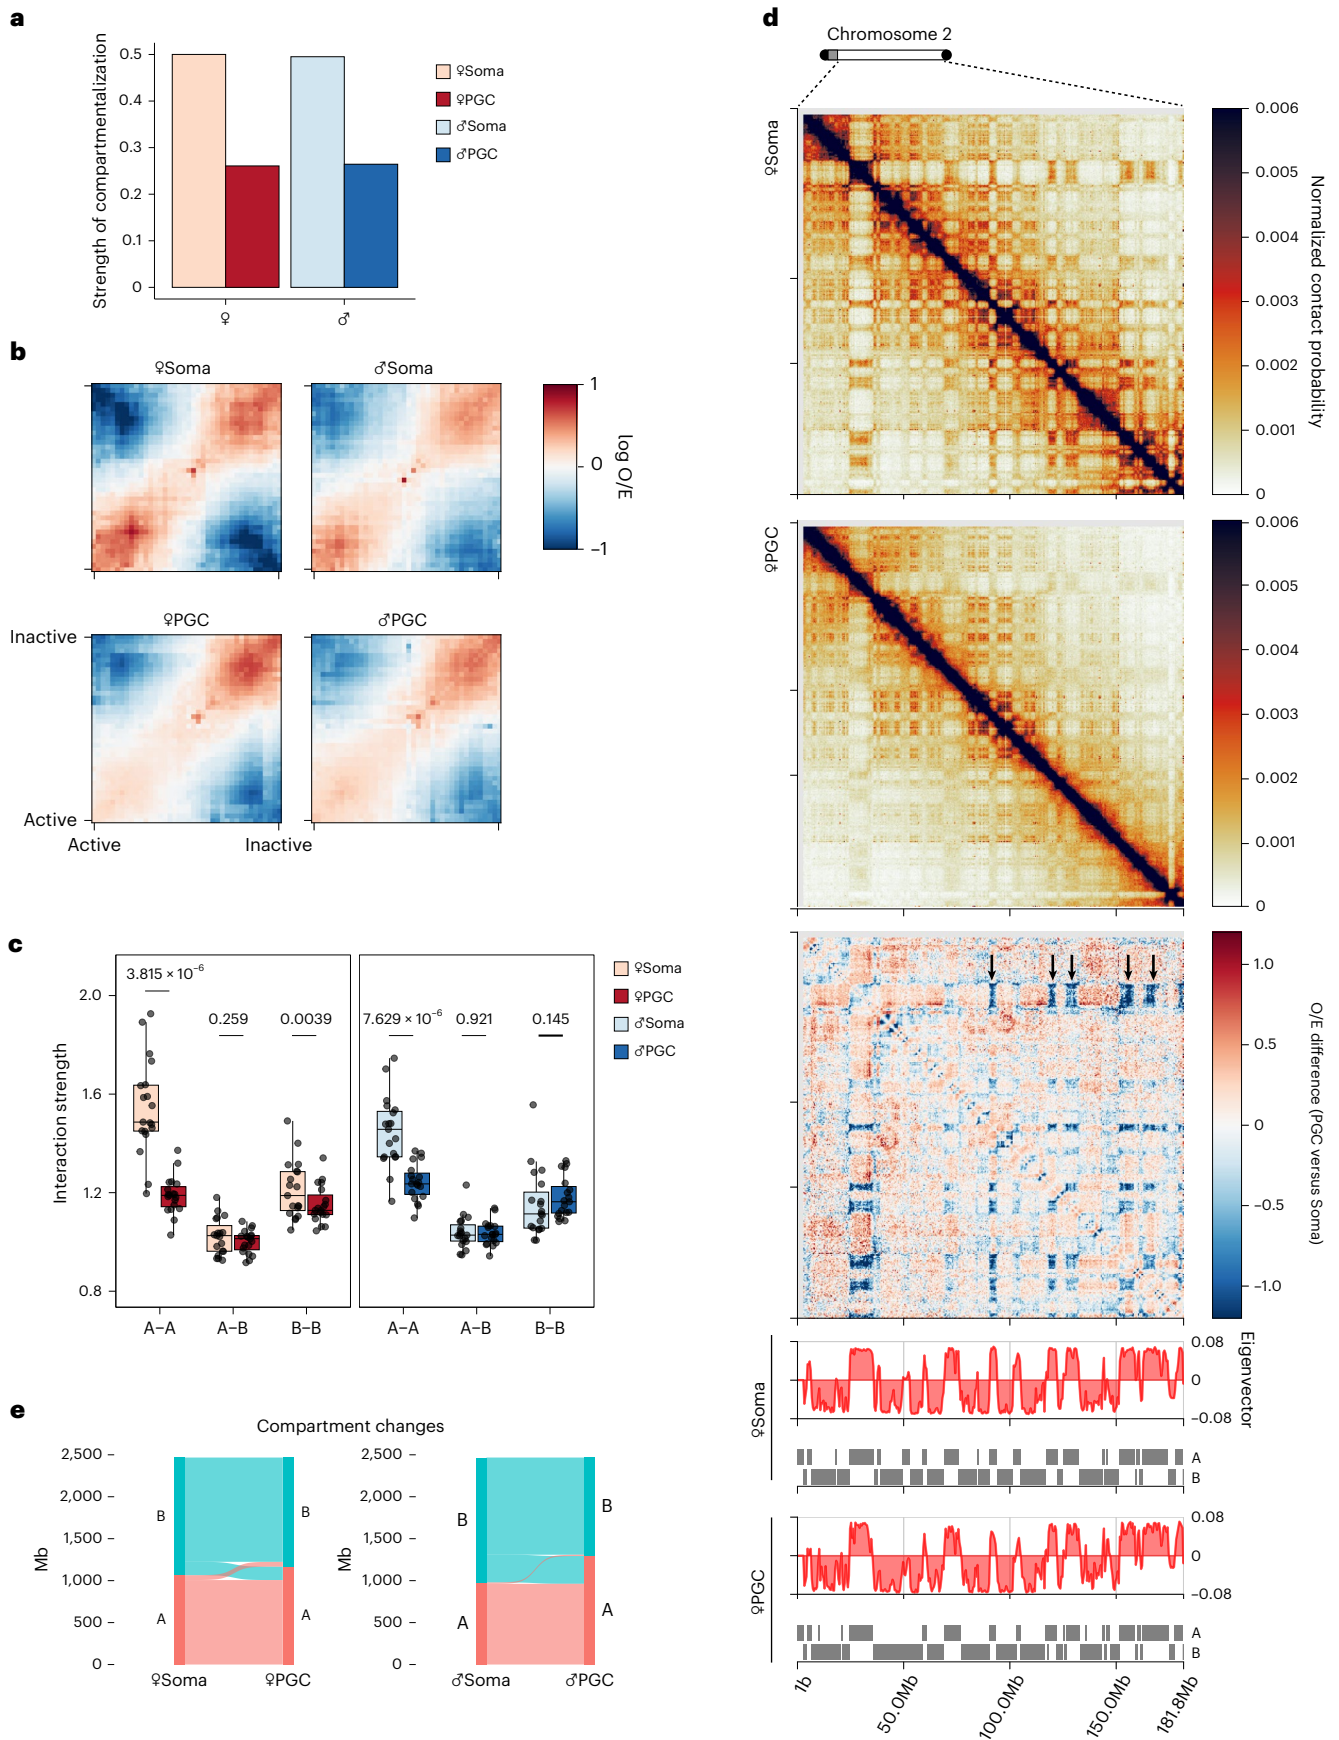 a
Strength of compartmentalization
0.5
0.4
0.3
0.2
0.1
0
♀
♂
♀Soma
♀PGC
♂Soma
♂PGC
b
♀Soma
♂Soma
1
0
−1
log O/E
♀PGC
♂PGC
Inactive
Active
Active
Inactive
c
Interaction strength
2.0
1.6
1.2
0.8
3.815 × 10⁻⁶
0.259
0.0039
7.629 × 10⁻⁶
0.921
0.145
A–A
A–B
B–B
A–A
A–B
B–B
♀Soma
♀PGC
♂Soma
♂PGC
e
Compartment changes
Mb
2,500
2,000
1,500
1,000
500
0
B
A
B
A
♀Soma
♀PGC
Mb
2,500
2,000
1,500
1,000
500
0
B
A
B
A
♂Soma
♂PGC
d
Chromosome 2
♀Soma
0.006
0.005
0.004
0.003
0.002
0.001
0
Normalized contact probability
♀PGC
0.006
0.005
0.004
0.003
0.002
0.001
0
1.0
0.5
0
−0.5
−1.0
O/E difference (PGC versus Soma)
♀Soma
0.08
0
−0.08
Eigenvector
A
B
♀PGC
0.08
0
−0.08
A
B
1b
50.0Mb
100.0Mb
150.0Mb
181.8Mb